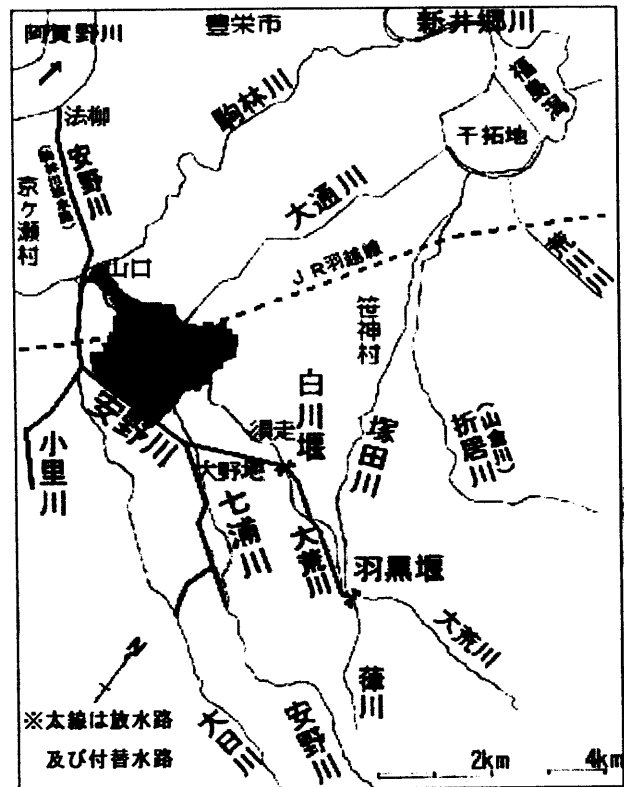 阿賀野川
豊栄市
新井郷川
福島潟
法柳
駒林川
干拓地
安野川
京ヶ瀬村
大通川
山口
JR羽越線
荒川川
笹神村
白川堰
安野川
須走
小里川
大野地
塚田川
折居川
(山倉川)
七浦川
大荒川
羽黒堰
大荒川
N
※太線は放水路
及び付替水路
大日川
安野川
2km
4km